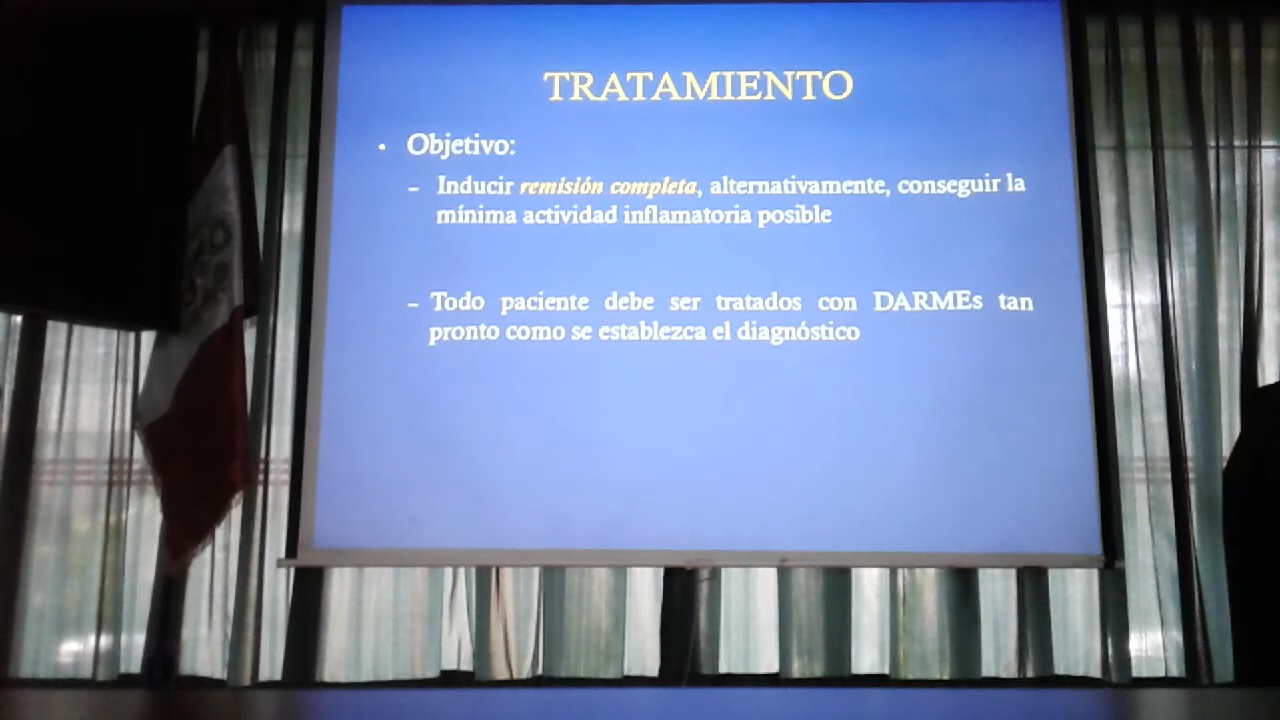 TRATAMIENTO
• Objetivo:
– Inducir remisión completa, alternativamente, conseguir la
mínima actividad inflamatoria posible
– Todo paciente debe ser tratados con DARMEs tan
pronto como se establezca el diagnóstico